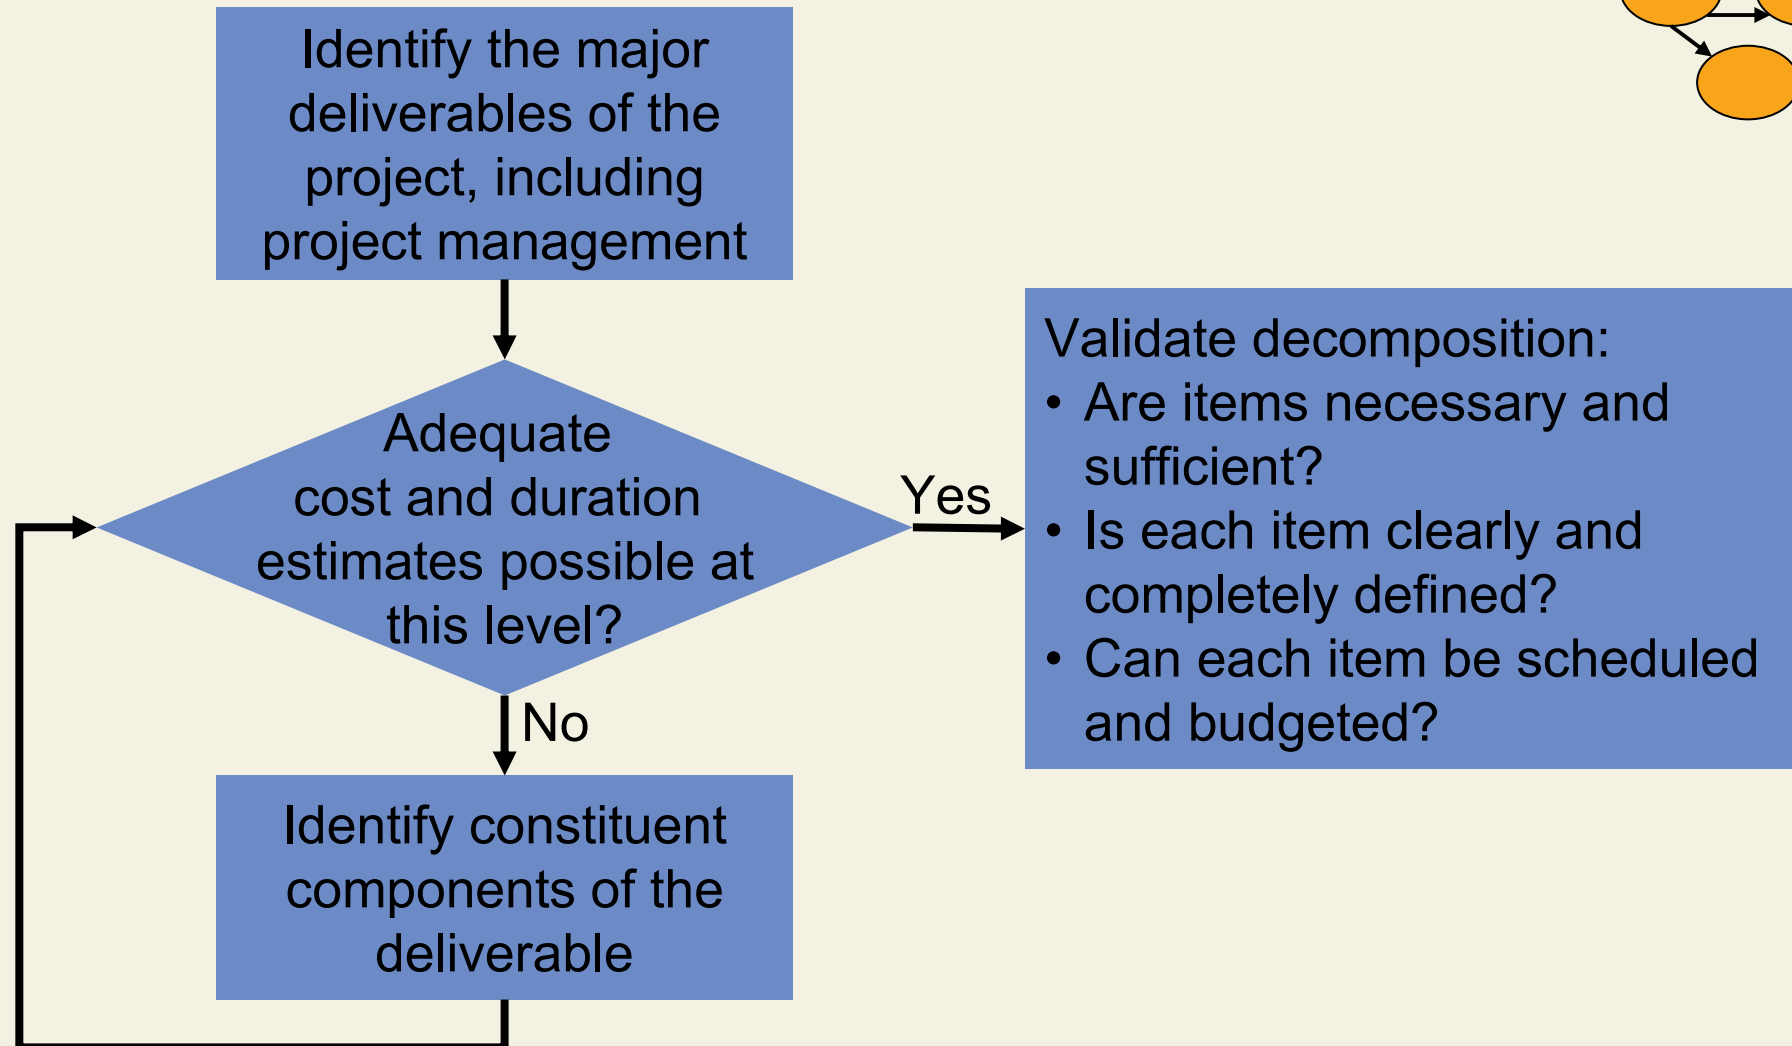 Identify the major
deliverables of the
project, including
project management
Adequate
cost and duration
estimates possible at
this level?
Yes
No
Identify constituent
components of the
deliverable
Validate decomposition:
• Are items necessary and
sufficient?
• Is each item clearly and
completely defined?
• Can each item be scheduled
and budgeted?